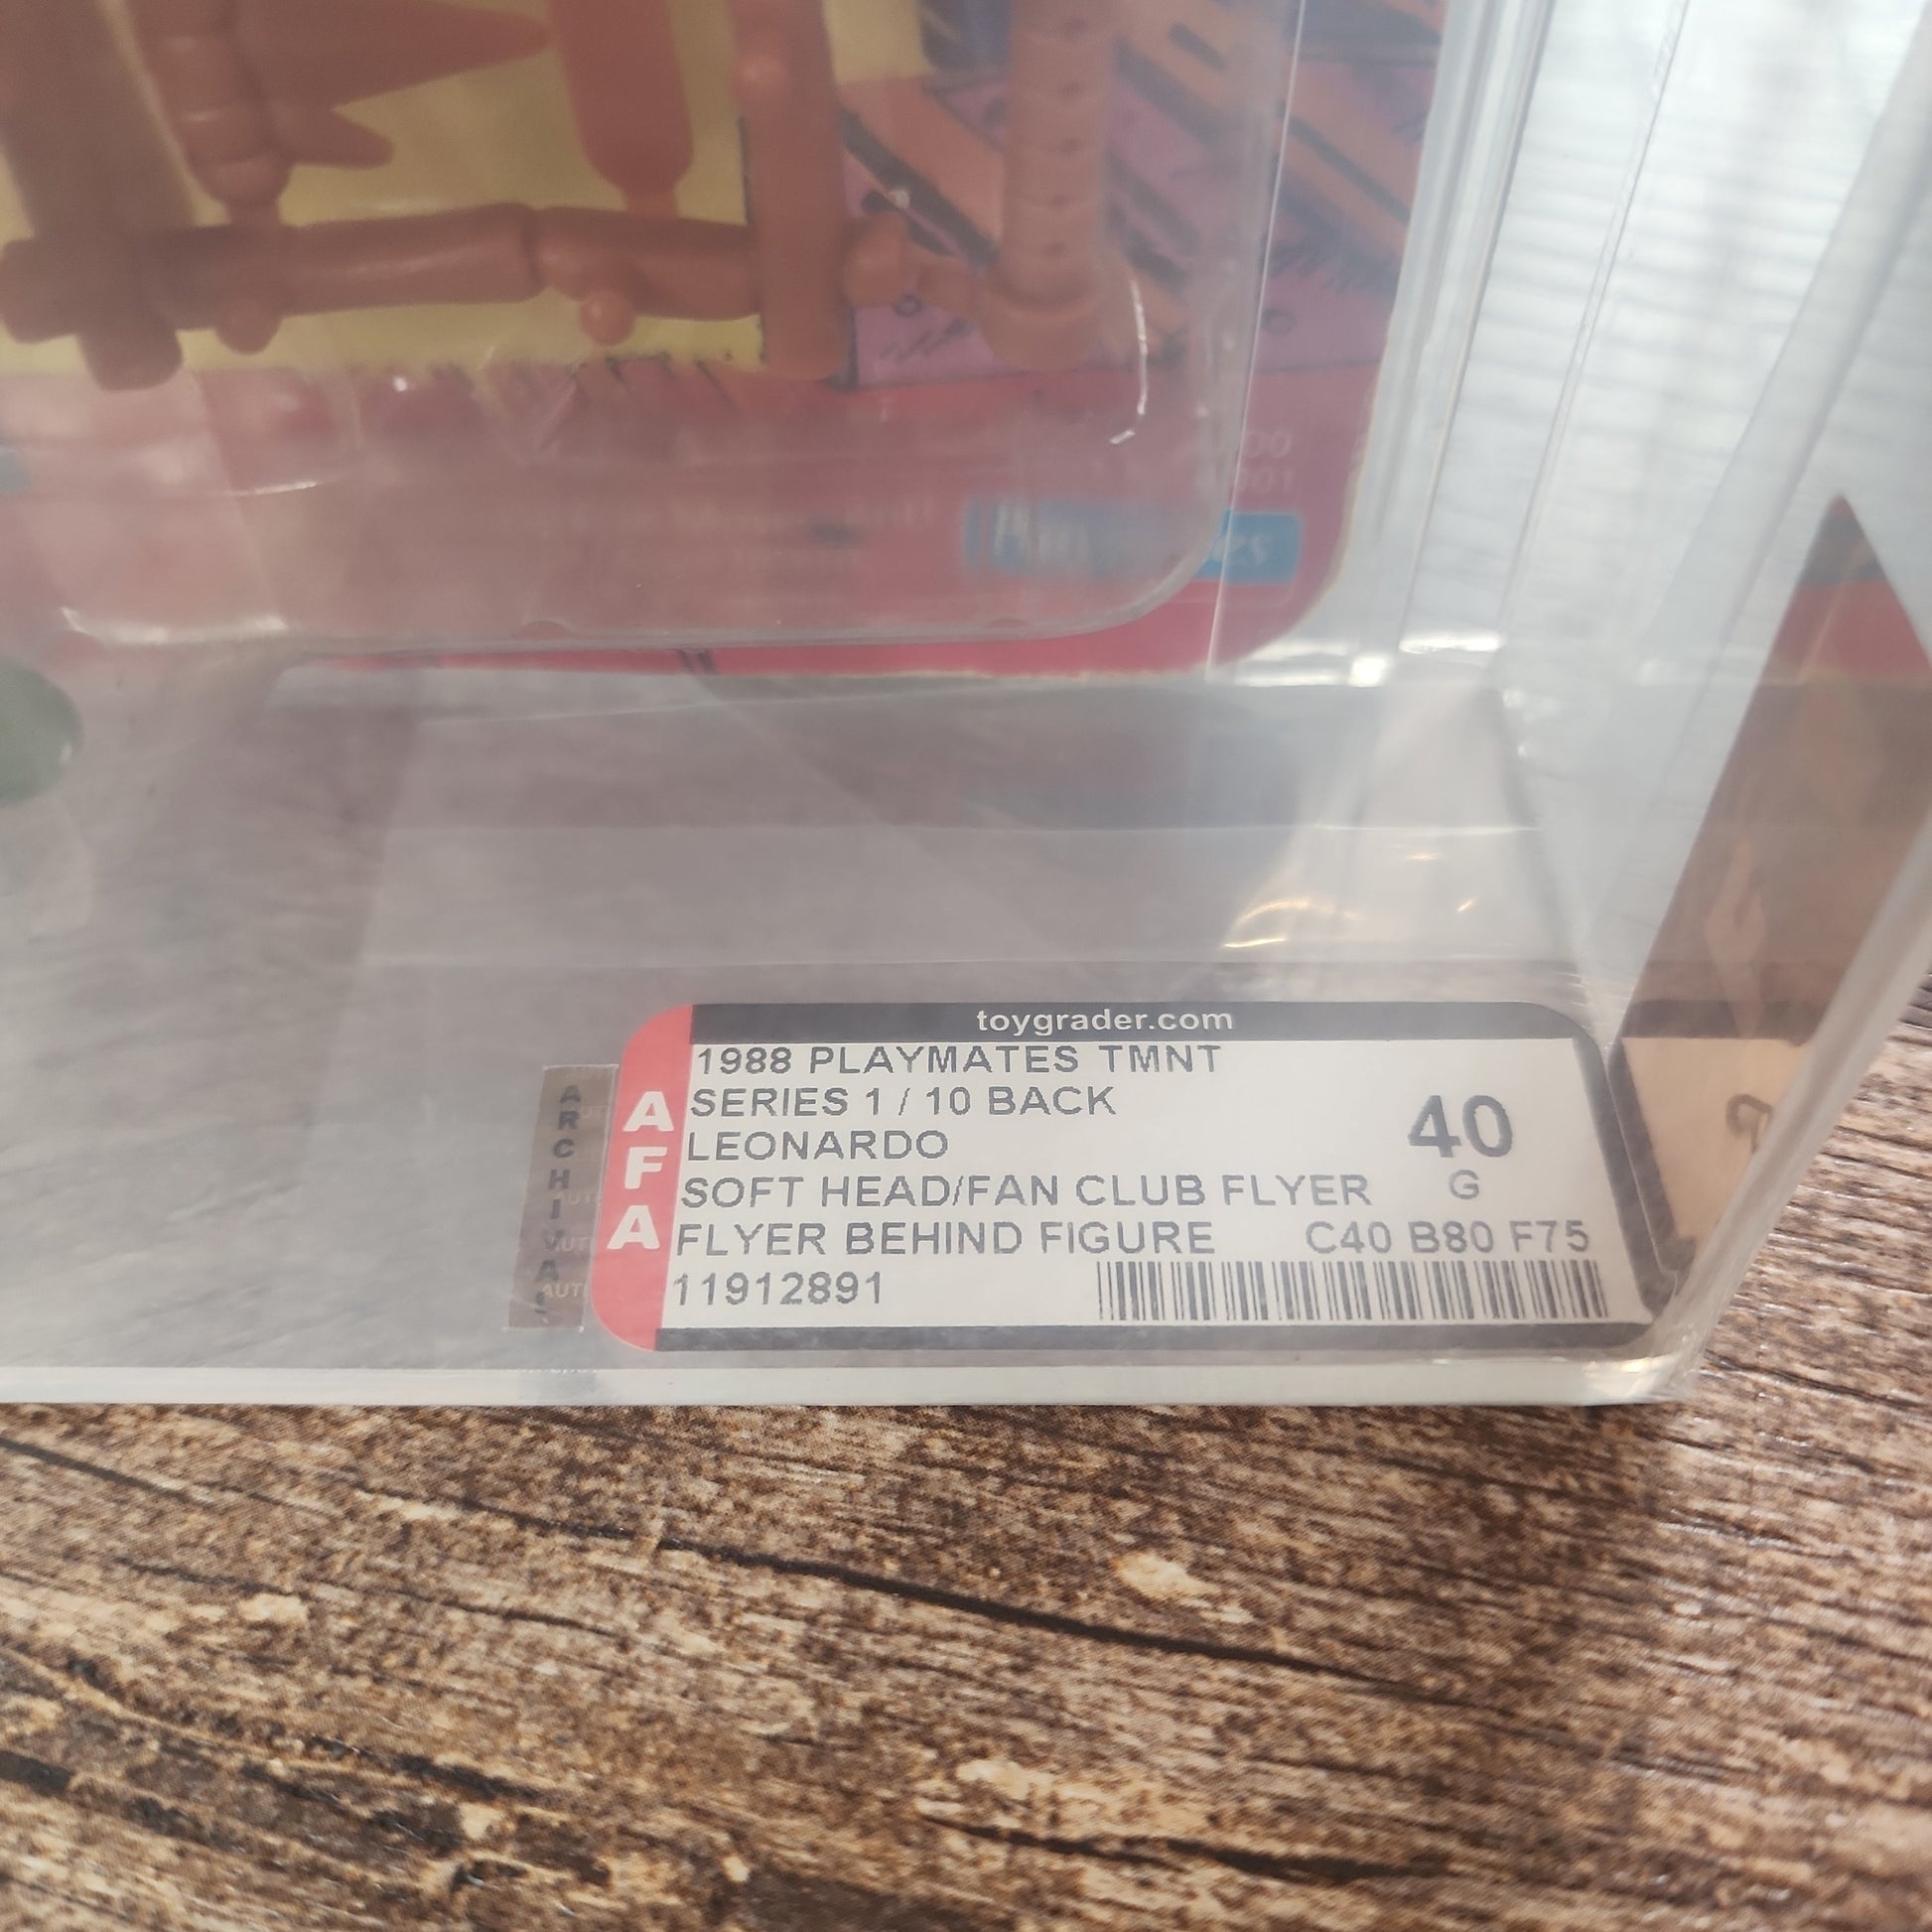 toygrader.com
1988 PLAYMATES TMNT
SERIES 1 / 10 BACK
LEONARDO
SOFT HEAD/FAN CLUB FLYER
FLYER BEHIND FIGURE
11912891
40
G
C40 B80 F75
AFA
ARCHIVAL